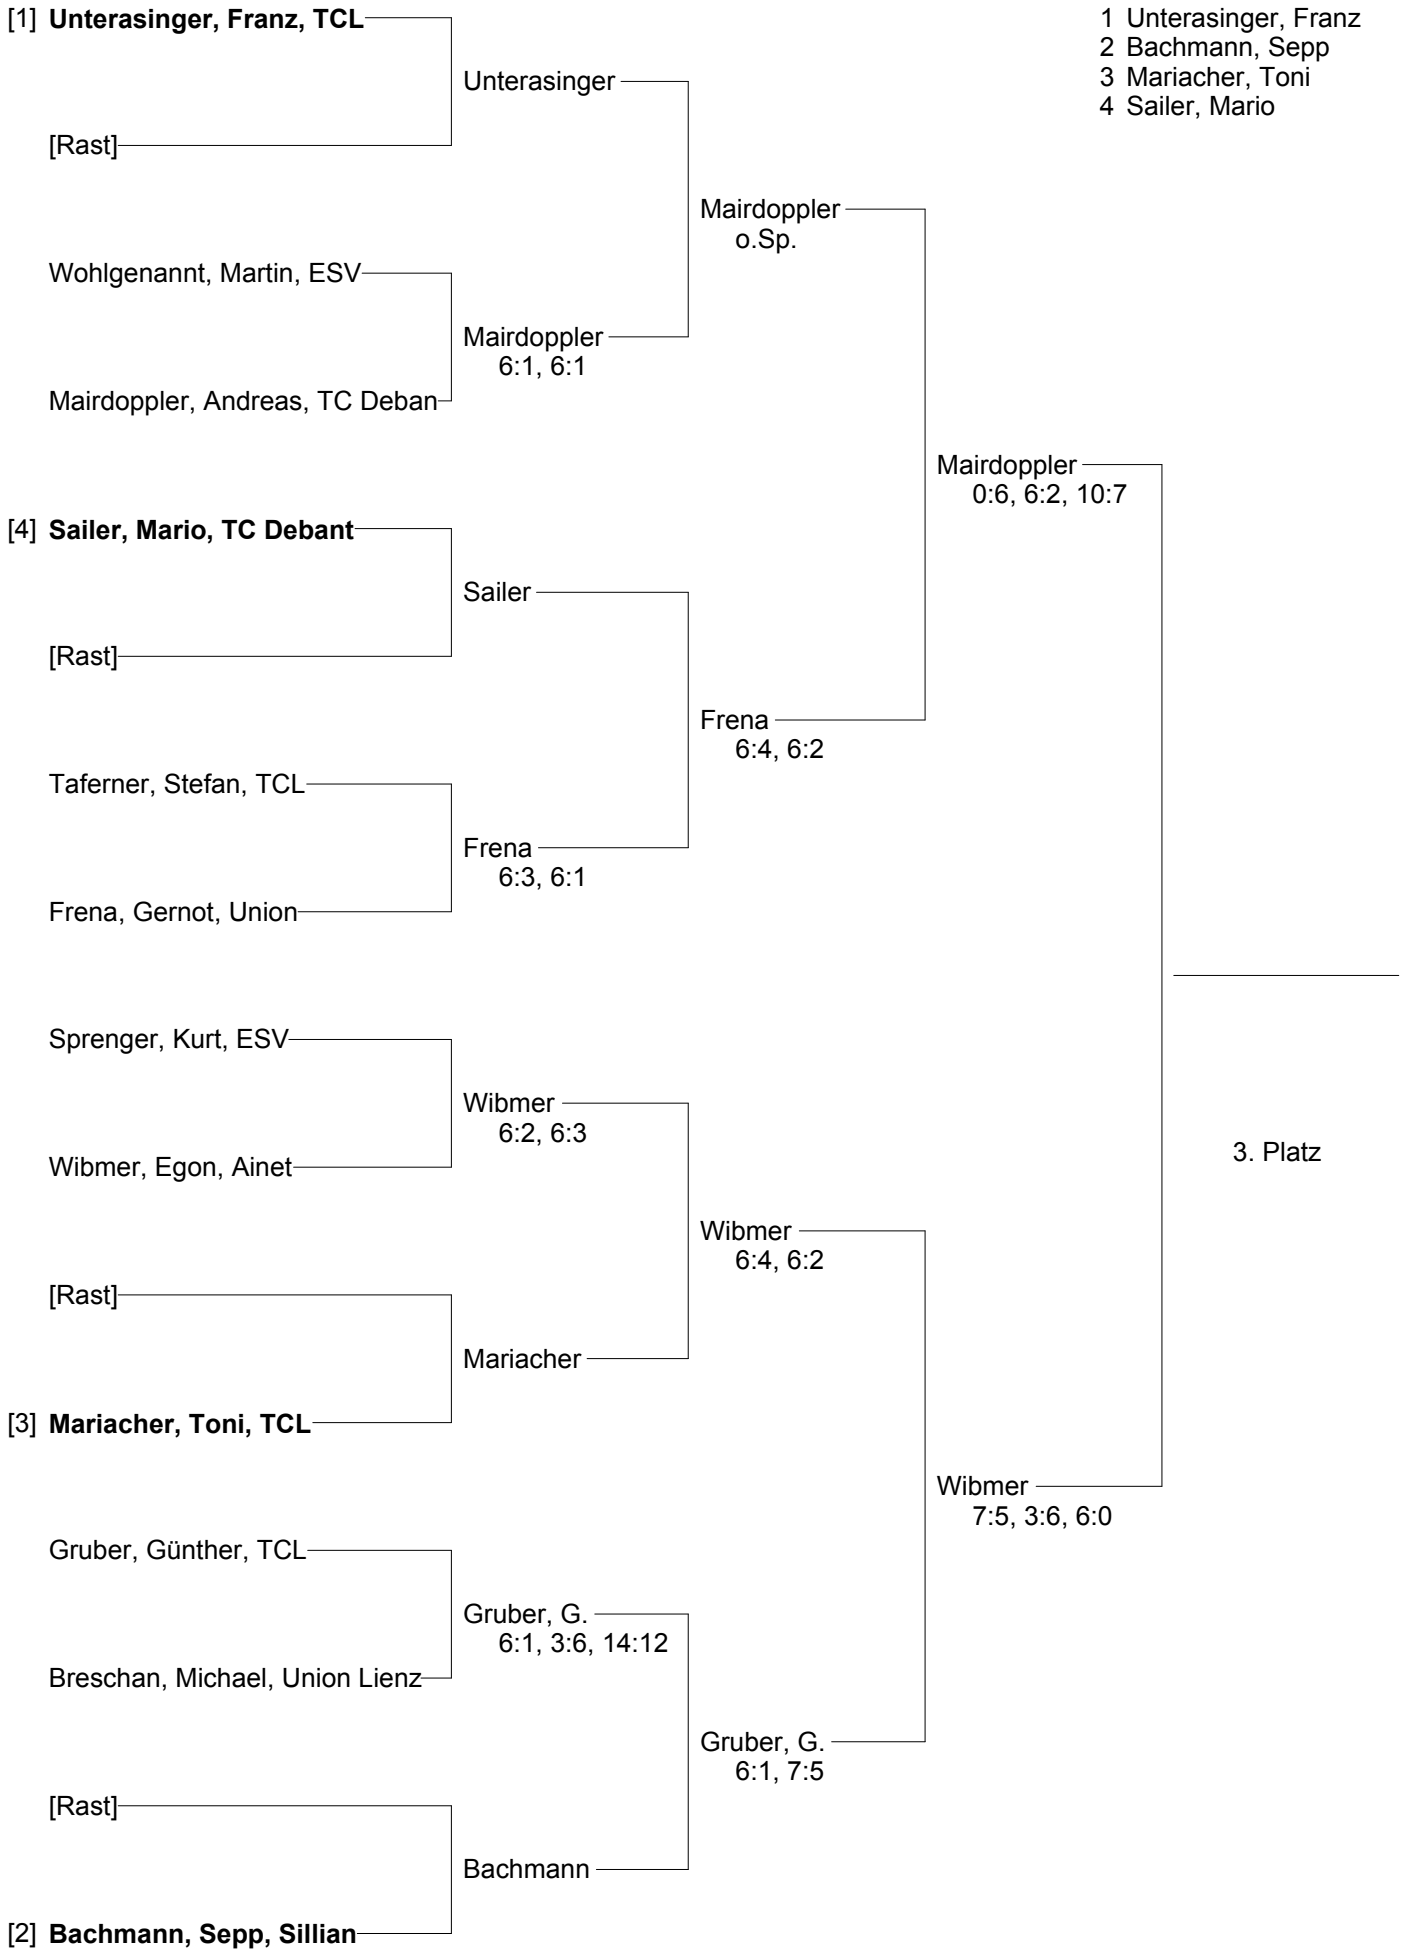 [1] Unterasinger, Franz, TCL
1 Unterasinger, Franz
2 Bachmann, Sepp
3 Mariacher, Toni
4 Sailer, Mario
Unterasinger
[Rast]
Mairdoppler
o.Sp.
Wohlgenannt, Martin, ESV
Mairdoppler
6:1, 6:1
Mairdoppler, Andreas, TC Deban
Mairdoppler
0:6, 6:2, 10:7
[4] Sailer, Mario, TC Debant
Sailer
[Rast]
Frena
6:4, 6:2
Taferner, Stefan, TCL
Frena
6:3, 6:1
Frena, Gernot, Union
Sprenger, Kurt, ESV
Wibmer
6:2, 6:3
Wibmer, Egon, Ainet
3. Platz
Wibmer
6:4, 6:2
[Rast]
Mariacher
[3] Mariacher, Toni, TCL
Wibmer
7:5, 3:6, 6:0
Gruber, Günther, TCL
Gruber, G.
6:1, 3:6, 14:12
Breschan, Michael, Union Lienz
Gruber, G.
6:1, 7:5
[Rast]
Bachmann
[2] Bachmann, Sepp, Sillian